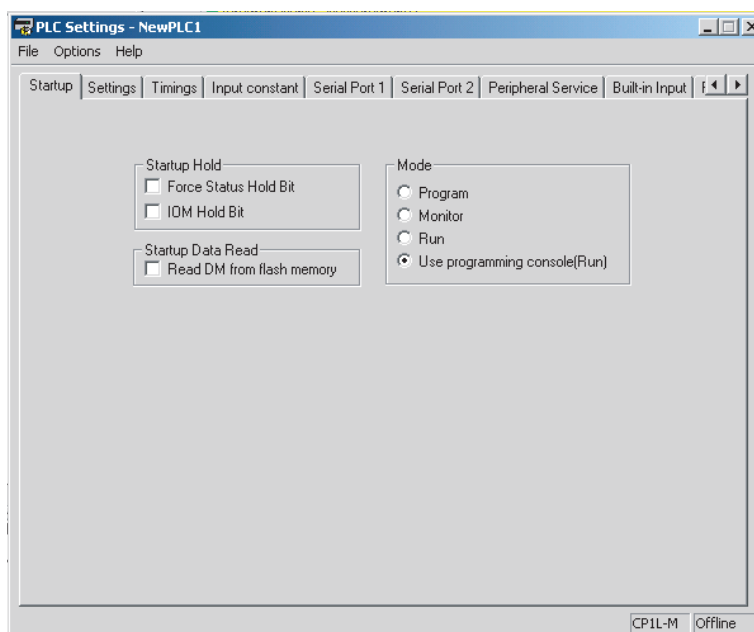 PLC Settings - NewPLC1
File Options Help
Startup Settings Timings Input constant Serial Port 1 Serial Port 2 Peripheral Service Built-in Input
Startup Hold
Force Status Hold Bit
IOM Hold Bit
Startup Data Read
Read DM from flash memory
Mode
Program
Monitor
Run
Use programming console(Run)
CP1L-M Offline